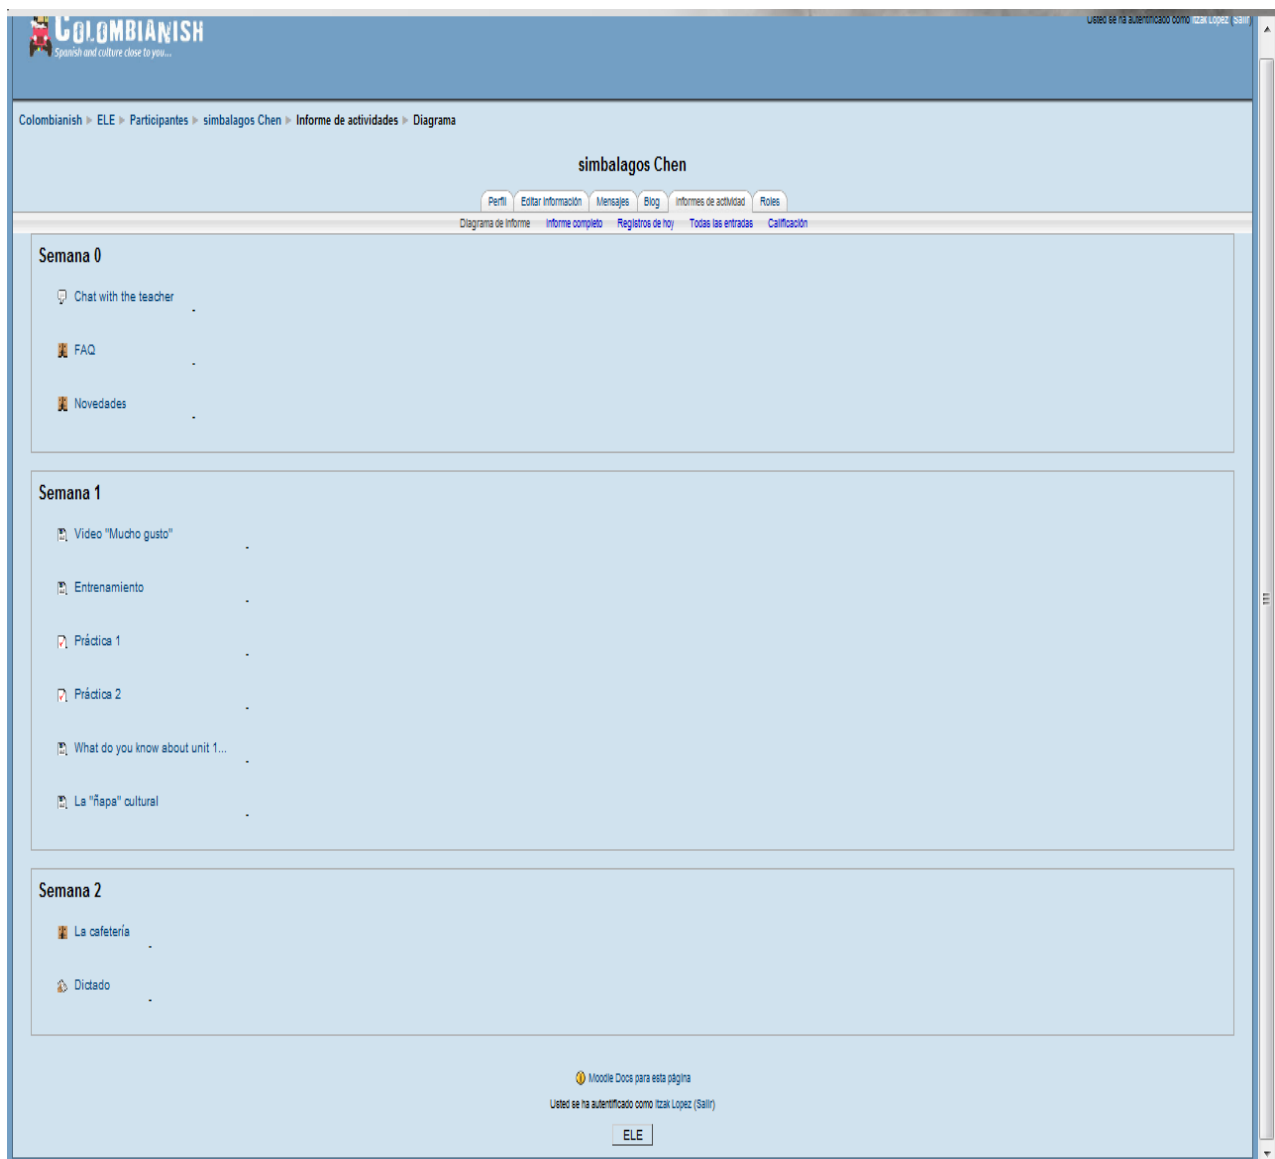 COLOMBIANISH
Usted se ha autentificado como Itzak Lopez (Salir)
Spanish and culture close to you...
Colombianish ► ELE ► Participantes ► simbalagos Chen ► Informe de actividades ► Diagrama
simbalagos Chen
Perfil Editar información Mensajes Blog Informes de actividad Roles
Diagrama de informe Informe completo Registros de hoy Todas las entradas Calificación
Semana 0
Chat with the teacher
-
FAQ
-
Novedades
-
Semana 1
Video "Mucho gusto"
-
Entrenamiento
-
Práctica 1
-
Práctica 2
-
What do you know about unit 1...
-
La "ñapa" cultural
-
Semana 2
La cafetería
-
Dictado
-
Moodle Docs para esta página
Usted se ha autentificado como Itzak Lopez (Salir)
ELE